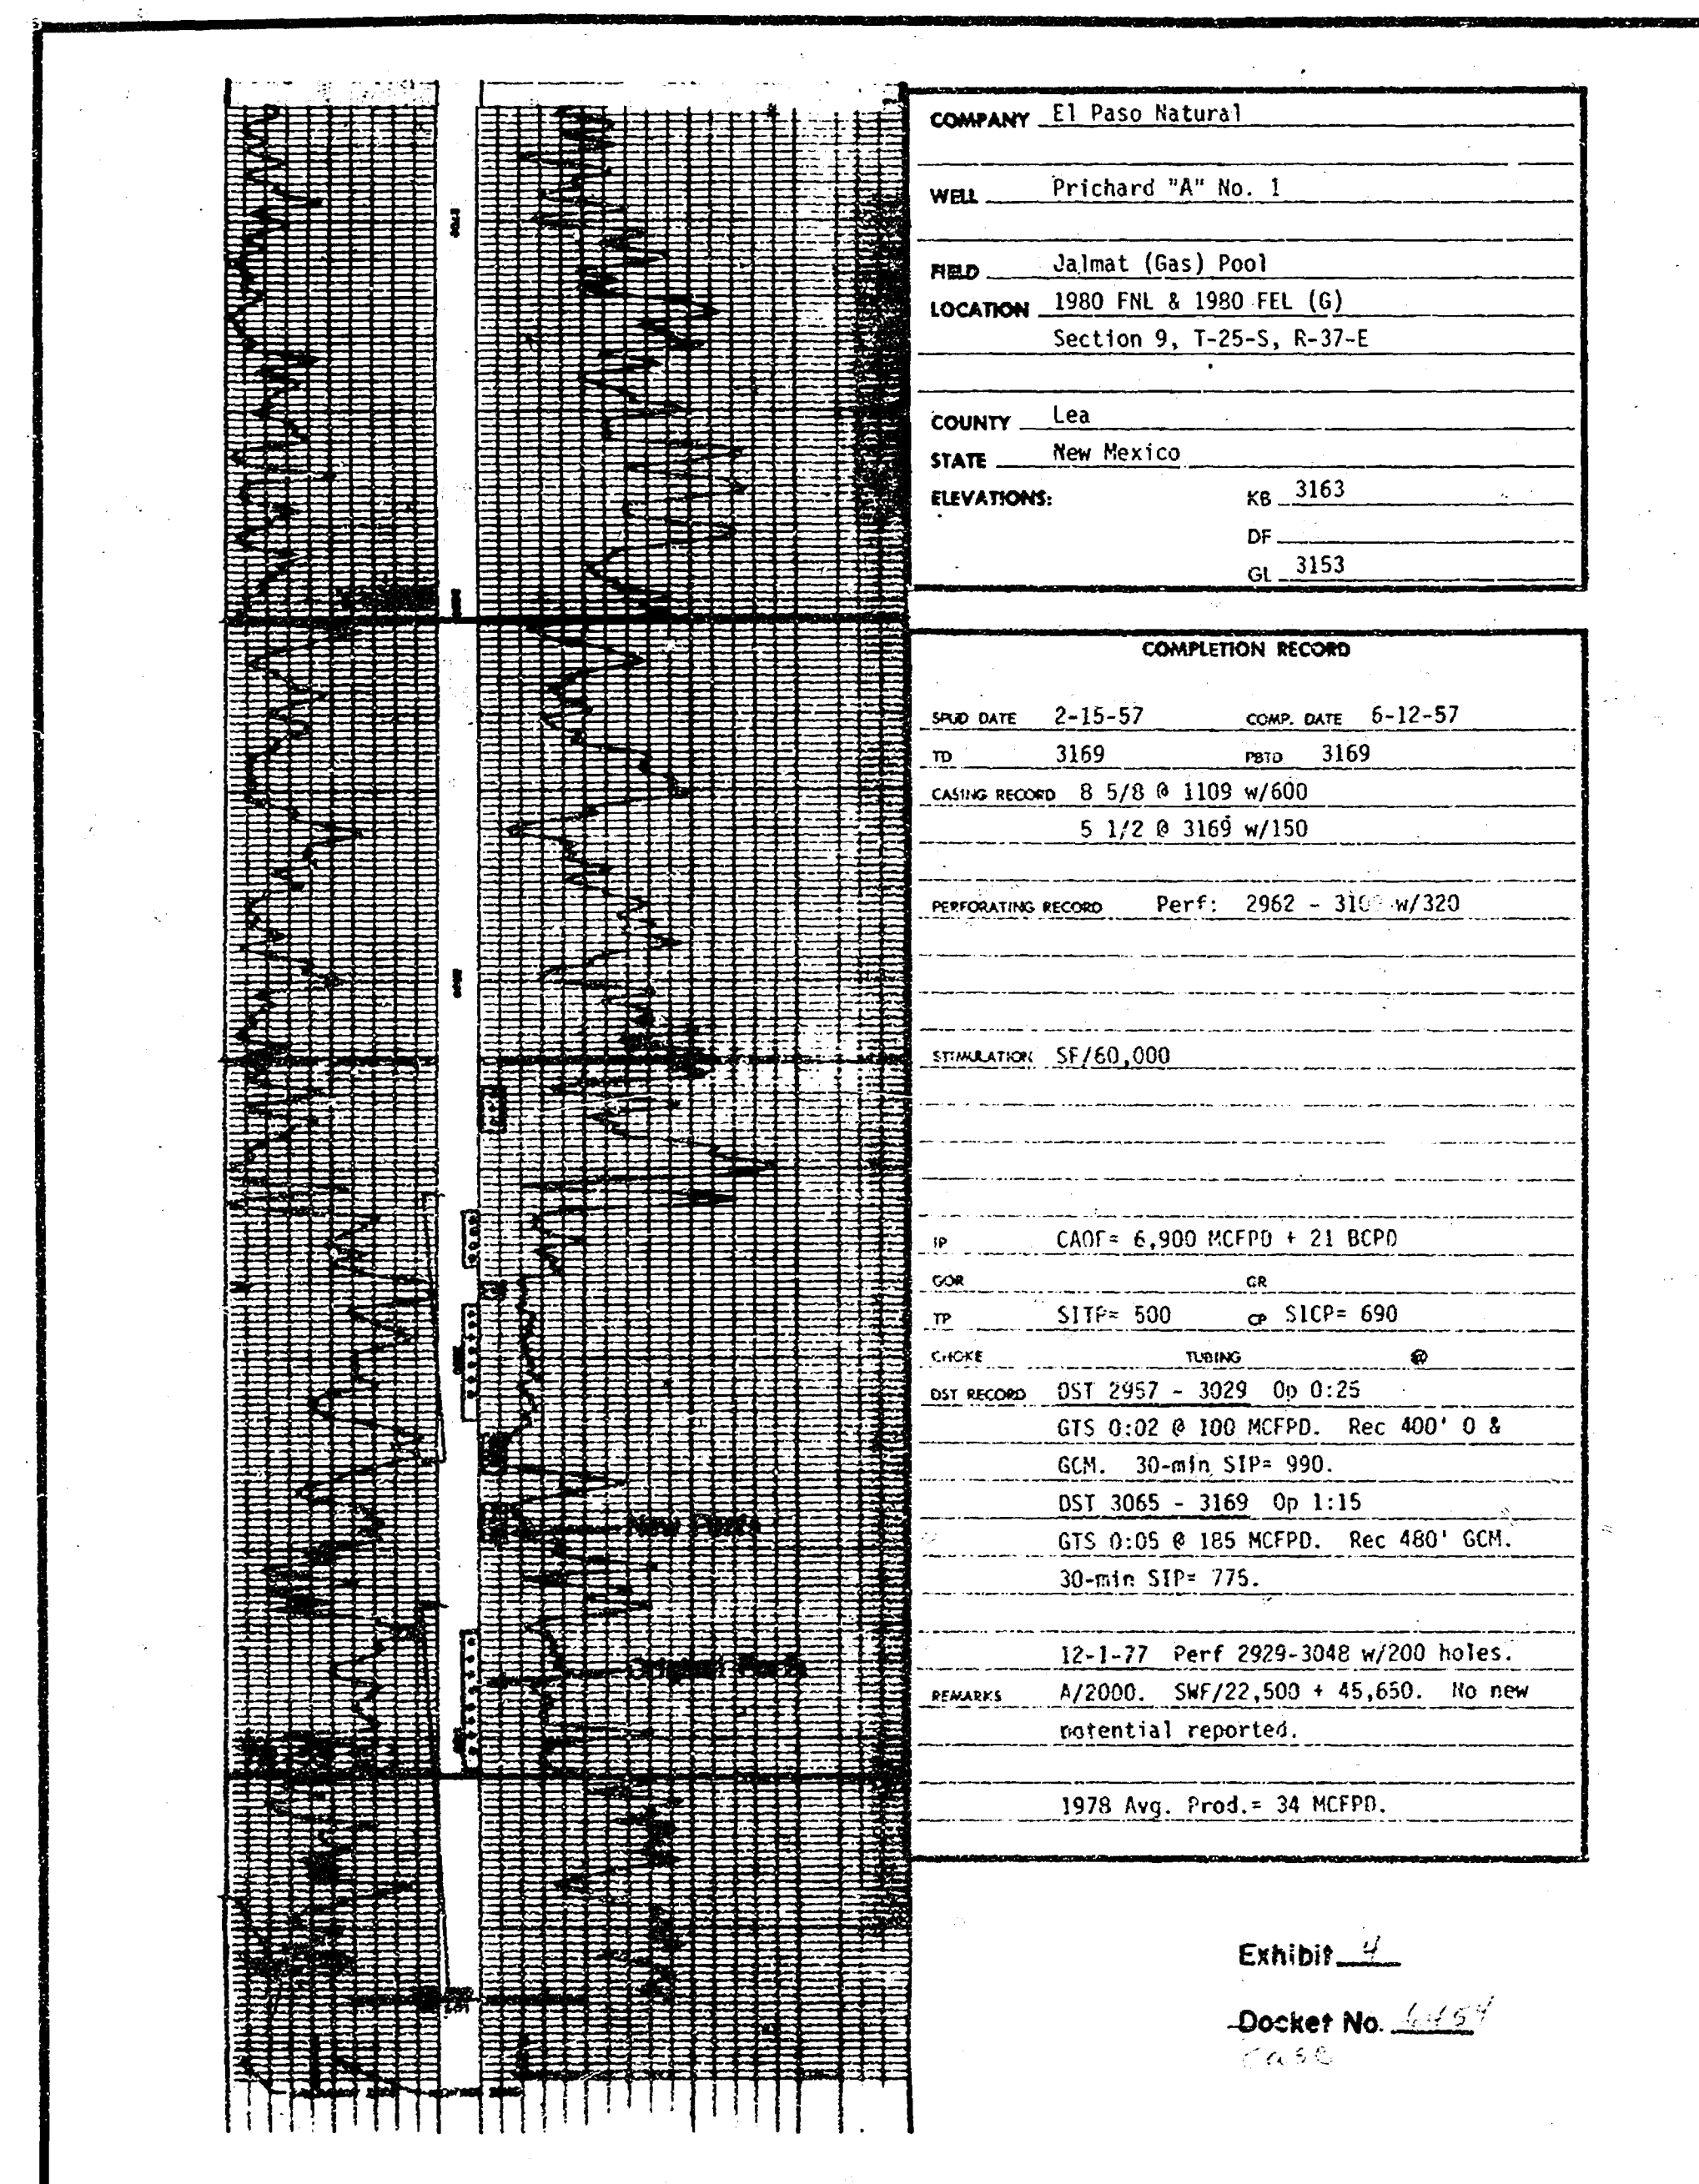 COMPANY El Paso Natural
WELL Prichard "A" No. 1
FIELD Jalmat (Gas) Pool
LOCATION 1980 FNL & 1980 FEL (G)
Section 9, T-25-S, R-37-E
COUNTY Lea
STATE New Mexico
ELEVATIONS: KB 3163
DF
GL 3153
COMPLETION RECORD
SPUD DATE 2-15-57 COMP. DATE 6-12-57
TD 3169 PBTD 3169
CASING RECORD 8 5/8 @ 1109 w/600
5 1/2 @ 3169 w/150
PERFORATING RECORD Perf: 2962 - w/320
STIMULATION SF/60,000
IP CAOF= 6,900 MCFPD + 21 BCPD
GOR GR
TP SITP= 500 CP SICP= 690
CHOKE TUBING @
DST RECORD DST 2957 - 3029 Op 0:25
GTS 0:02 @ 100 MCFPD. Rec 400' O &
GCM. 30-min SIP= 990.
DST 3065 - 3169 Op 1:15
GTS 0:05 @ 185 MCFPD. Rec 480' GCM.
30-min SIP= 775.
12-1-77 Perf 2929-3048 w/200 holes.
REMARKS A/2000. SWF/22,500 + 45,650. No new
potential reported.
1978 Avg. Prod.= 34 MCFPD.
New Perfs
Original Perfs
Exhibit 4
Docket No.
Case